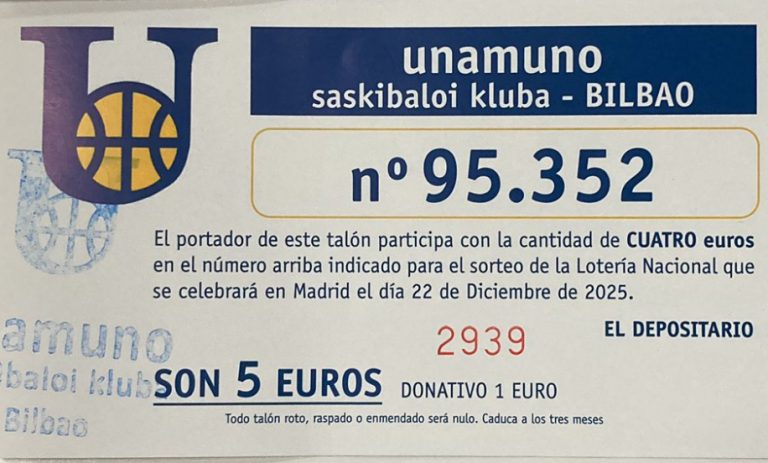 unamuno
saskibaloi kluba - BILBAO
nº 95.352
El portador de este talón participa con la cantidad de CUATRO euros
en el número arriba indicado para el sorteo de la Lotería Nacional que
se celebrará en Madrid el día 22 de Diciembre de 2025.
2939
EL DEPOSITARIO
amuno
baloi kluba
Bilbao
SON 5 EUROS DONATIVO 1 EURO
Todo talón roto, raspado o enmendado será nulo. Caduca a los tres meses